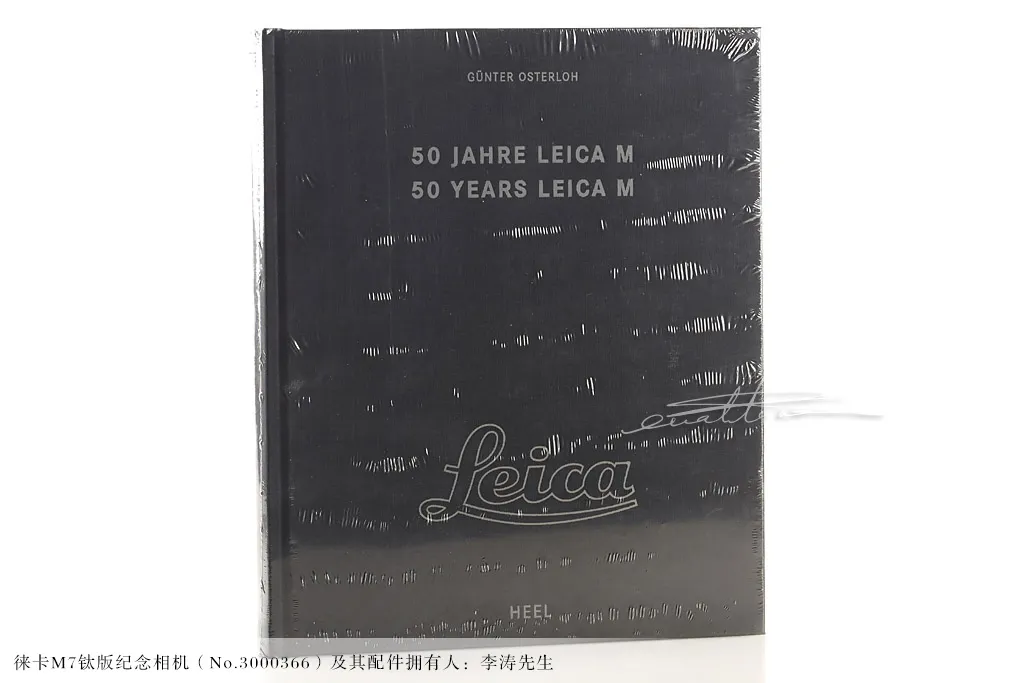 GÜNTER OSTERLOH
50 JAHRE LEICA M
50 YEARS LEICA M
Leica
HEEL
徕卡M7钛版纪念相机（No.3000366）及其配件拥有人：李涛先生